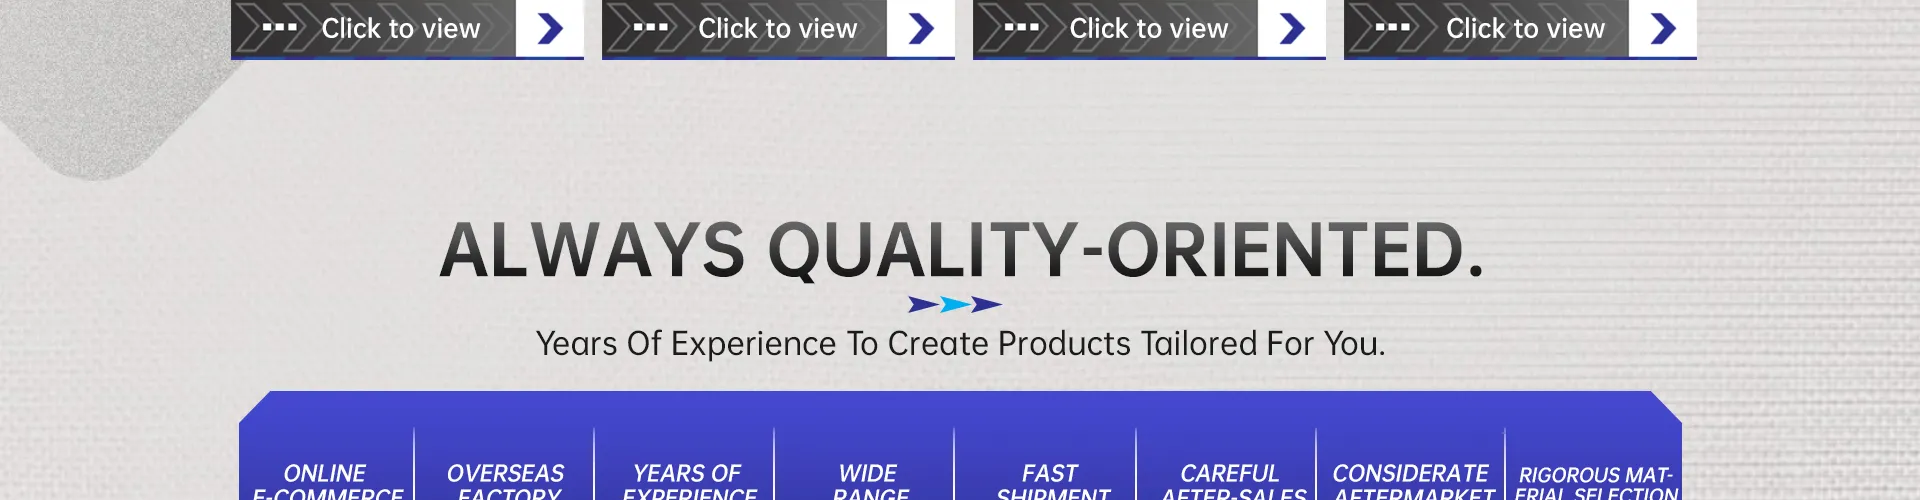 Click to view
Click to view
Click to view
Click to view
ALWAYS QUALITY-ORIENTED.
Years Of Experience To Create Products Tailored For You.
ONLINE
E-COMMERCE
OVERSEAS
FACTORY
YEARS OF
EXPERIENCE
WIDE
RANGE
FAST
SHIPMENT
CAREFUL
AFTER-SALES
CONSIDERATE
AFTERMARKET
RIGOROUS MAT-
ERIAL SELECTION